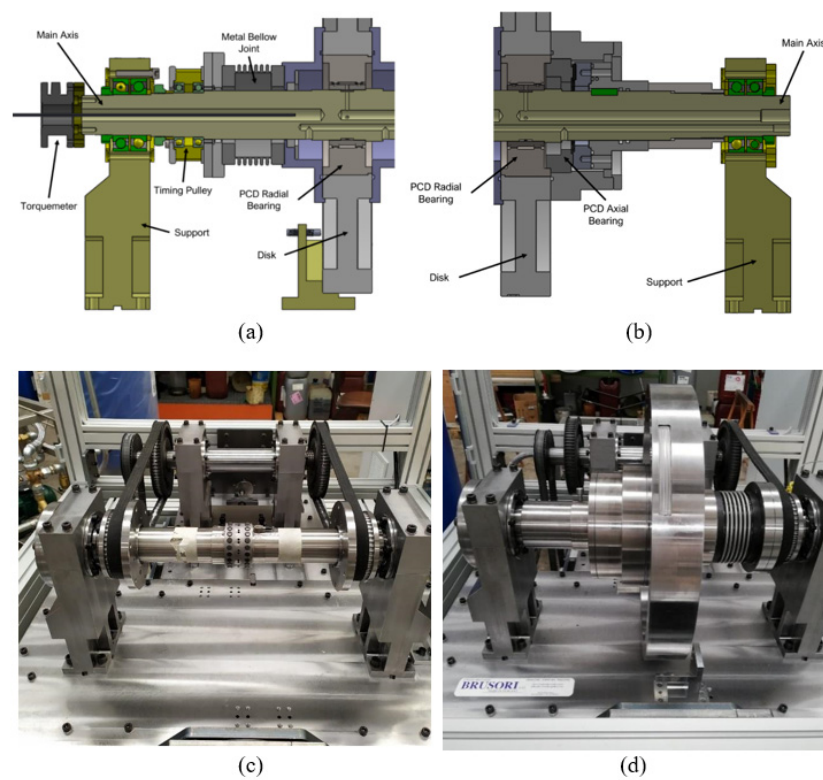 Main Axis
Metal Bellow
Joint
Torquemeter
Timing Pulley
Support
PCD Radial
Bearing
Disk
(a)
Main Axis
PCD Radial
Bearing
PCD Axial
Bearing
Disk
Support
(b)
(c)
BRUSORI
(d)